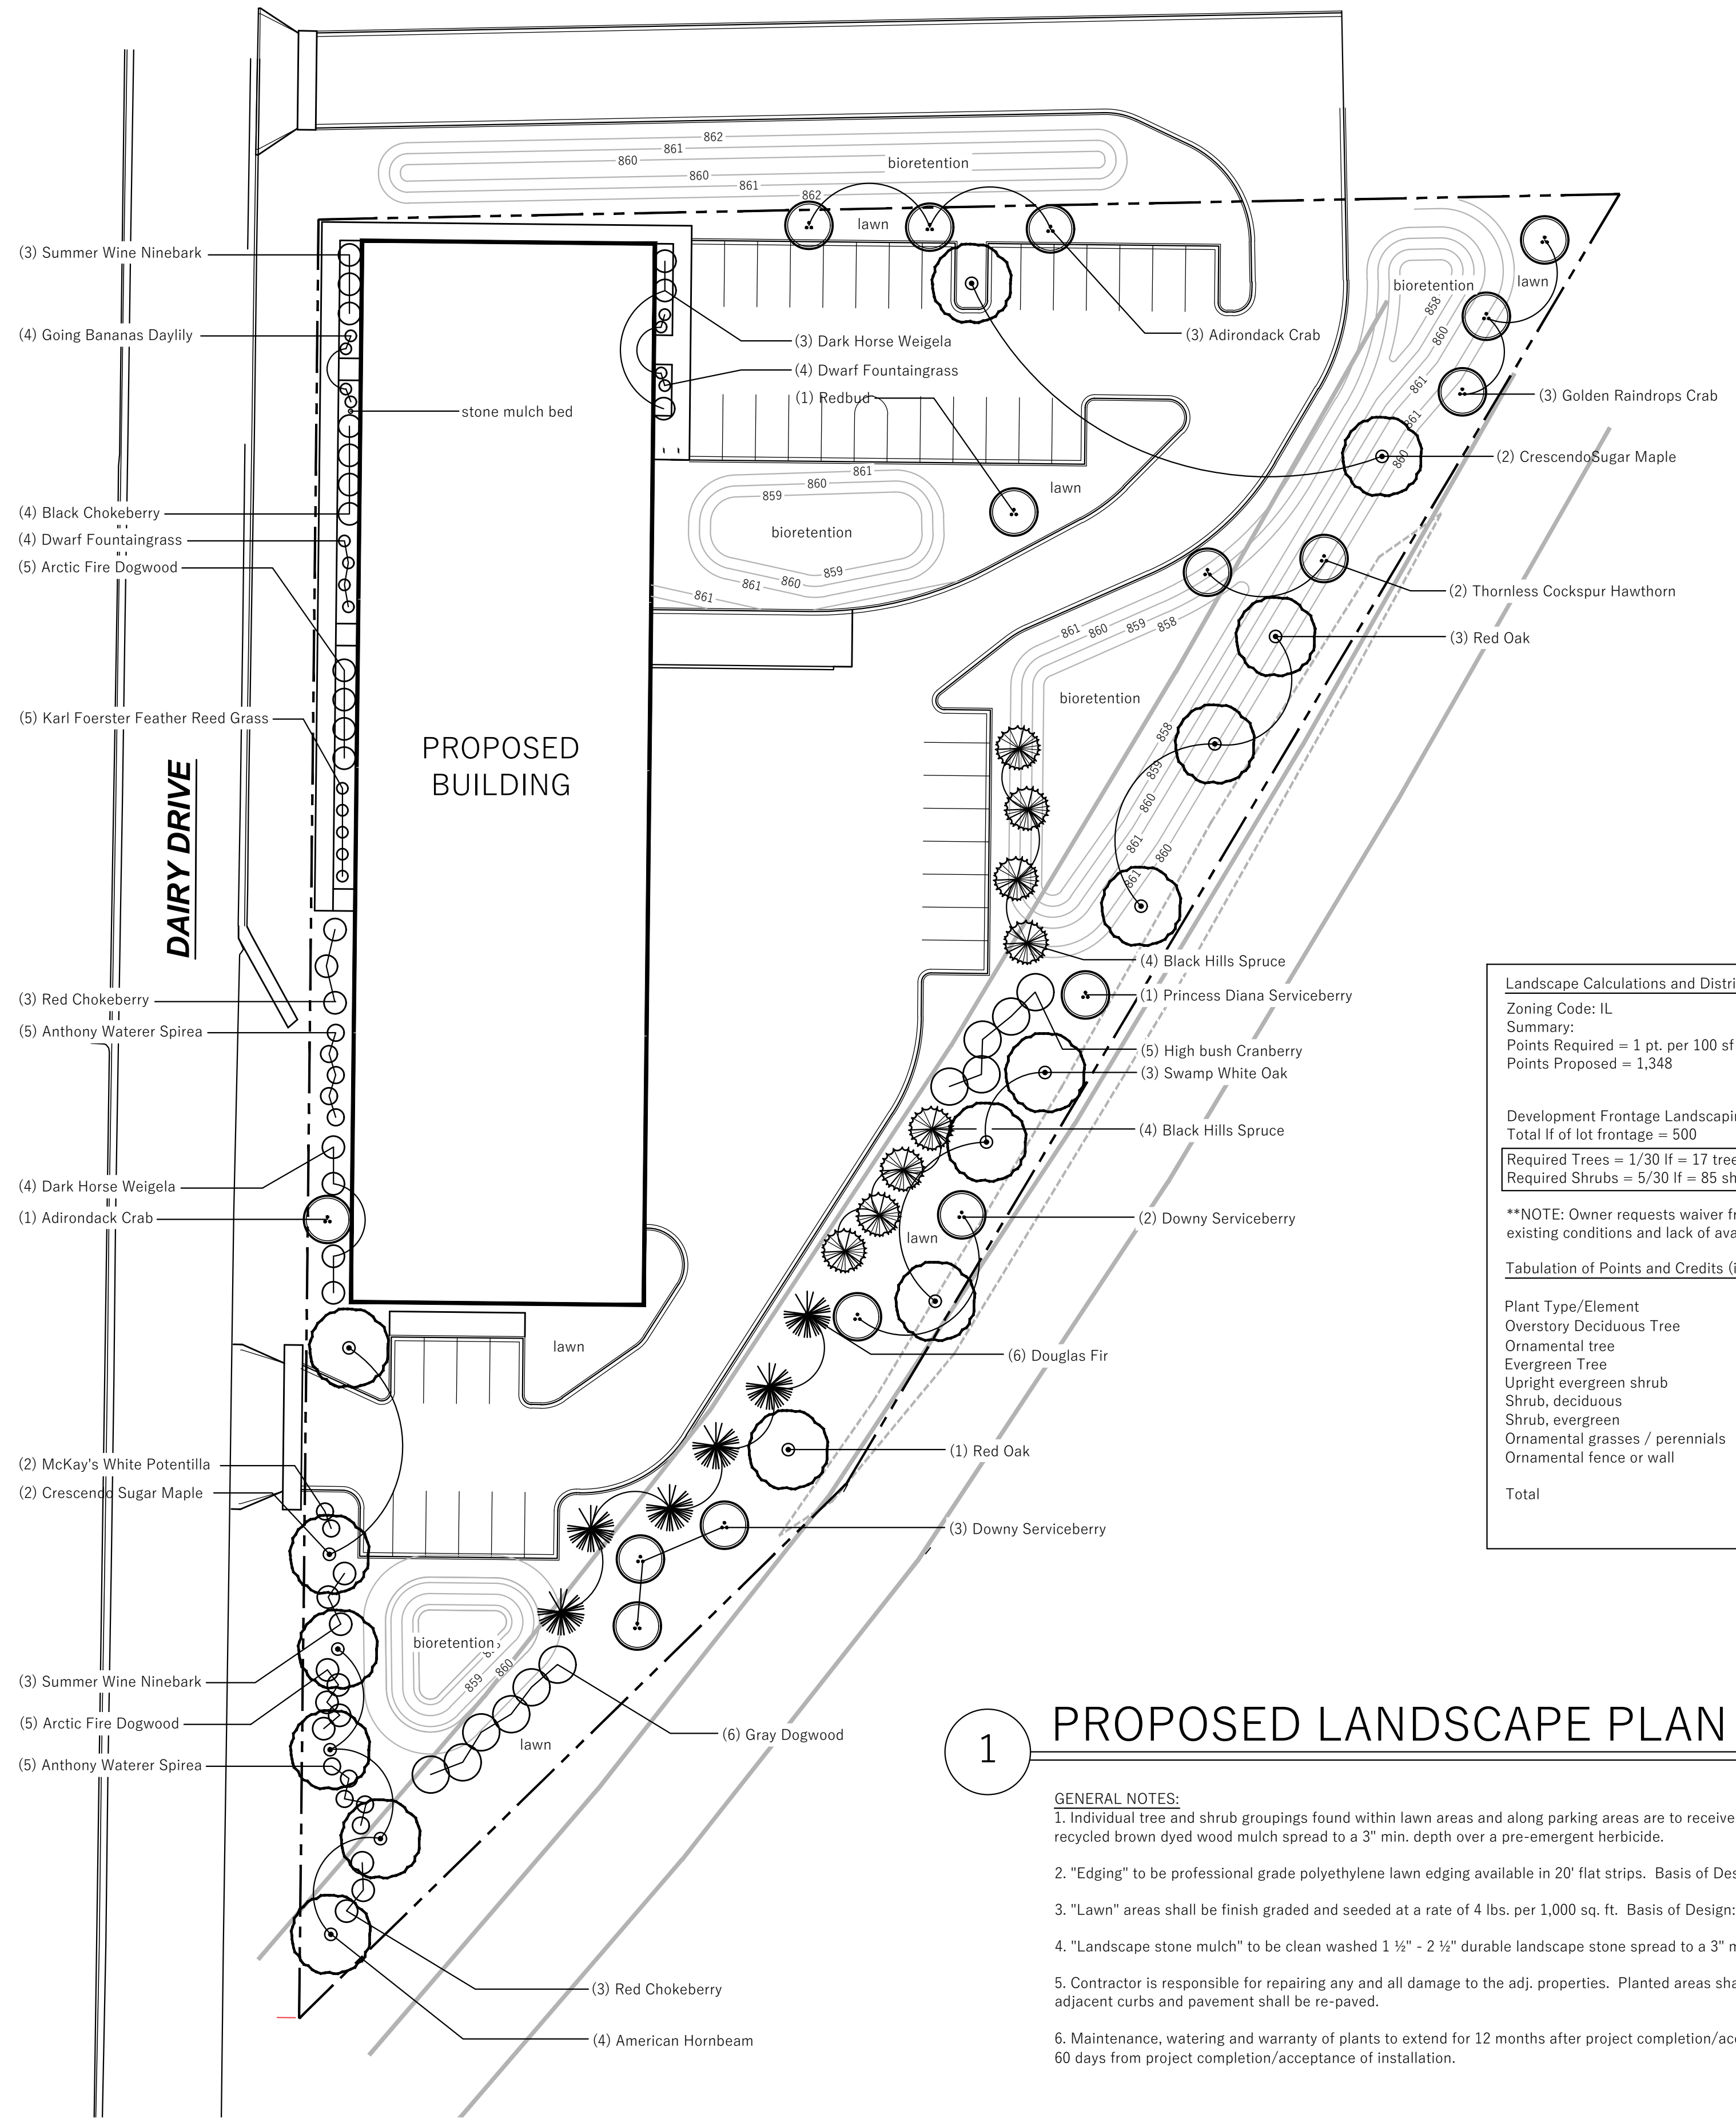 862
861
860
bioretention
860
861
862
lawn
(3) Summer Wine Ninebark
bioretention
lawn
858
860
(4) Going Bananas Daylily
(3) Dark Horse Weigela
(3) Adirondack Crab
(4) Dwarf Fountaingrass
861
(1) Redbud
(3) Golden Raindrops Crab
stone mulch bed
861
860
(2) CrescendoSugar Maple
861
860
859
lawn
(4) Black Chokeberry
bioretention
(4) Dwarf Fountaingrass
(5) Arctic Fire Dogwood
859
860
861
861
(2) Thornless Cockspur Hawthorn
861
860
859
858
(3) Red Oak
bioretention
(5) Karl Foerster Feather Reed Grass
858
859
860
861
860
861
PROPOSED
BUILDING
DAIRY DRIVE
(4) Black Hills Spruce
(3) Red Chokeberry
(1) Princess Diana Serviceberry
(5) Anthony Waterer Spirea
(5) High bush Cranberry
(3) Swamp White Oak
(4) Black Hills Spruce
(4) Dark Horse Weigela
(1) Adirondack Crab
(2) Downy Serviceberry
lawn
lawn
(6) Douglas Fir
(2) McKay's White Potentilla
(1) Red Oak
(2) Crescendo Sugar Maple
(3) Downy Serviceberry
bioretention
859
860
(3) Summer Wine Ninebark
(5) Arctic Fire Dogwood
(6) Gray Dogwood
lawn
(5) Anthony Waterer Spirea
(3) Red Chokeberry
(4) American Hornbeam
Landscape Calculations and Distri
Zoning Code: IL
Summary:
Points Required = 1 pt. per 100 sf
Points Proposed = 1,348
Development Frontage Landscapin
Total lf of lot frontage = 500
Required Trees = 1/30 lf = 17 tree
Required Shrubs = 5/30 lf = 85 sh
**NOTE: Owner requests waiver fr
existing conditions and lack of ava
Tabulation of Points and Credits (i
Plant Type/Element
Overstory Deciduous Tree
Ornamental tree
Evergreen Tree
Upright evergreen shrub
Shrub, deciduous
Shrub, evergreen
Ornamental grasses / perennials
Ornamental fence or wall
Total
1
PROPOSED LANDSCAPE PLAN
GENERAL NOTES:
1. Individual tree and shrub groupings found within lawn areas and along parking areas are to receive
recycled brown dyed wood mulch spread to a 3" min. depth over a pre-emergent herbicide.
2. "Edging" to be professional grade polyethylene lawn edging available in 20' flat strips.  Basis of Des
3. "Lawn" areas shall be finish graded and seeded at a rate of 4 lbs. per 1,000 sq. ft.  Basis of Design:
4. "Landscape stone mulch" to be clean washed 1 ½" - 2 ½" durable landscape stone spread to a 3" m
5. Contractor is responsible for repairing any and all damage to the adj. properties.  Planted areas sha
adjacent curbs and pavement shall be re-paved.
6. Maintenance, watering and warranty of plants to extend for 12 months after project completion/acc
60 days from project completion/acceptance of installation.